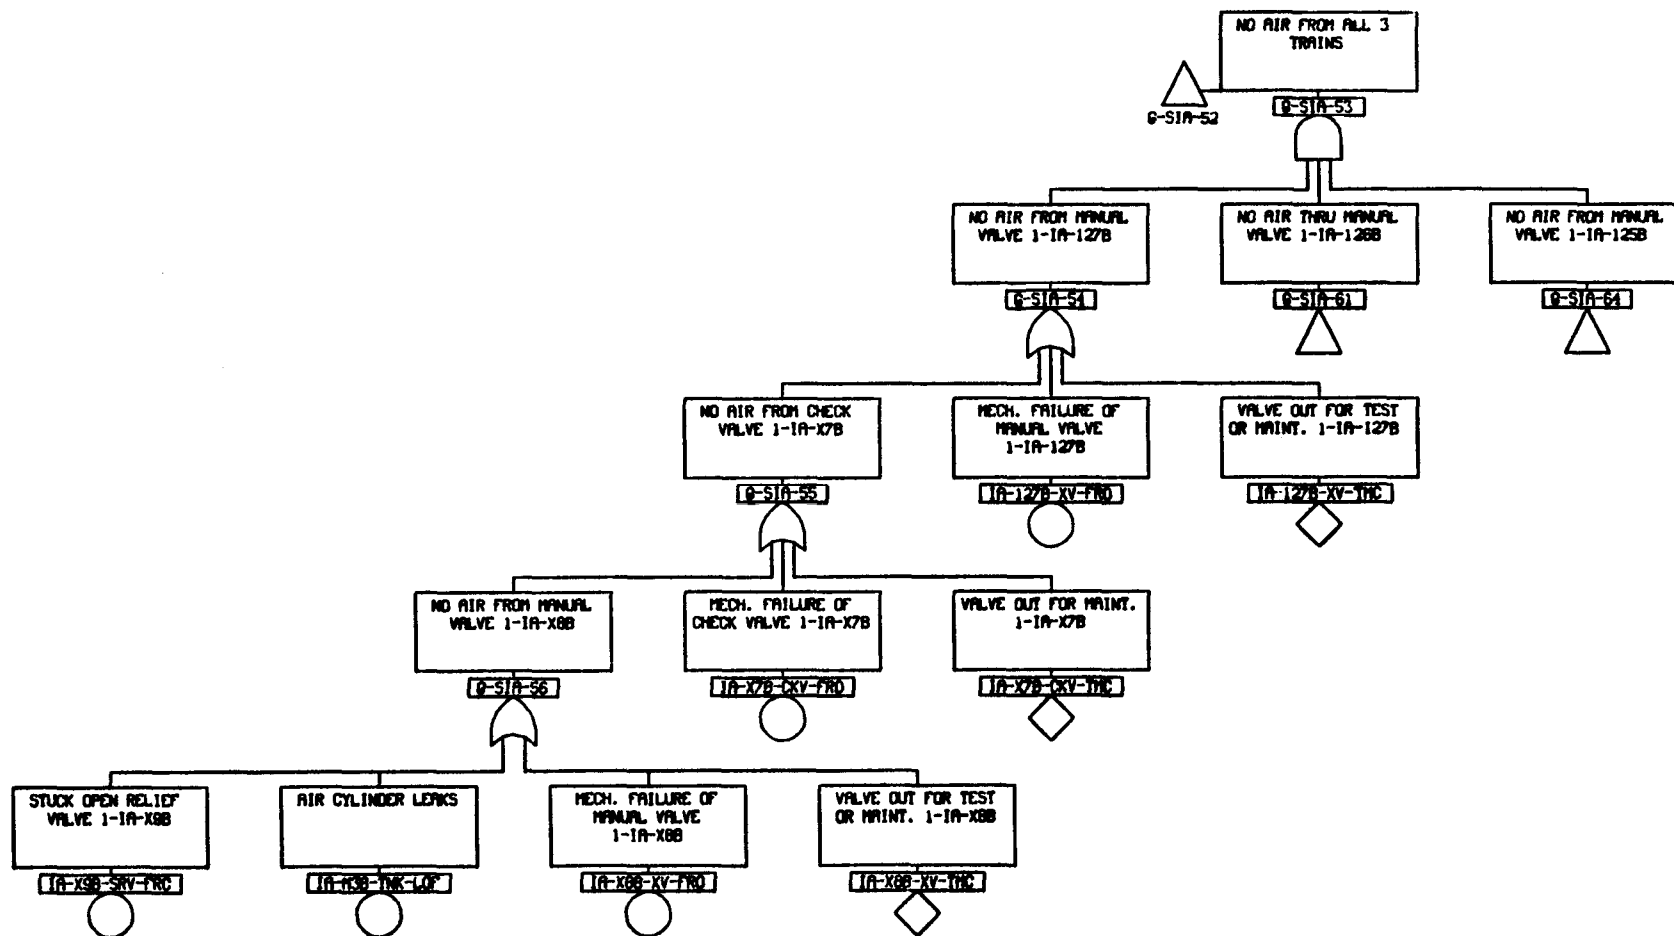 NO AIR FROM ALL 3
TRAINS
G-SIA-52
G-SIA-53
NO AIR FROM MANUAL
VALVE 1-IA-127B
NO AIR THRU MANUAL
VALVE 1-IA-126B
NO AIR FROM MANUAL
VALVE 1-IA-125B
G-SIA-54
G-SIA-61
G-SIA-64
NO AIR FROM CHECK
VALVE 1-IA-X7B
MECH. FAILURE OF
MANUAL VALVE
1-IA-127B
VALVE OUT FOR TEST
OR MAINT. 1-IA-127B
G-SIA-55
IA-127B-XV-FRO
IA-127B-XV-TMC
NO AIR FROM MANUAL
VALVE 1-IA-X8B
MECH. FAILURE OF
CHECK VALVE 1-IA-X7B
VALVE OUT FOR MAINT.
1-IA-X7B
G-SIA-56
IA-X7B-CKV-FRO
IA-X7B-CKV-TMC
STUCK OPEN RELIEF
VALVE 1-IA-X9B
AIR CYLINDER LEAKS
MECH. FAILURE OF
MANUAL VALVE
1-IA-X8B
VALVE OUT FOR TEST
OR MAINT. 1-IA-X8B
IA-X9B-SRV-FRC
IA-M3B-TNK-LOF
IA-X8B-XV-FRO
IA-X8B-XV-TMC